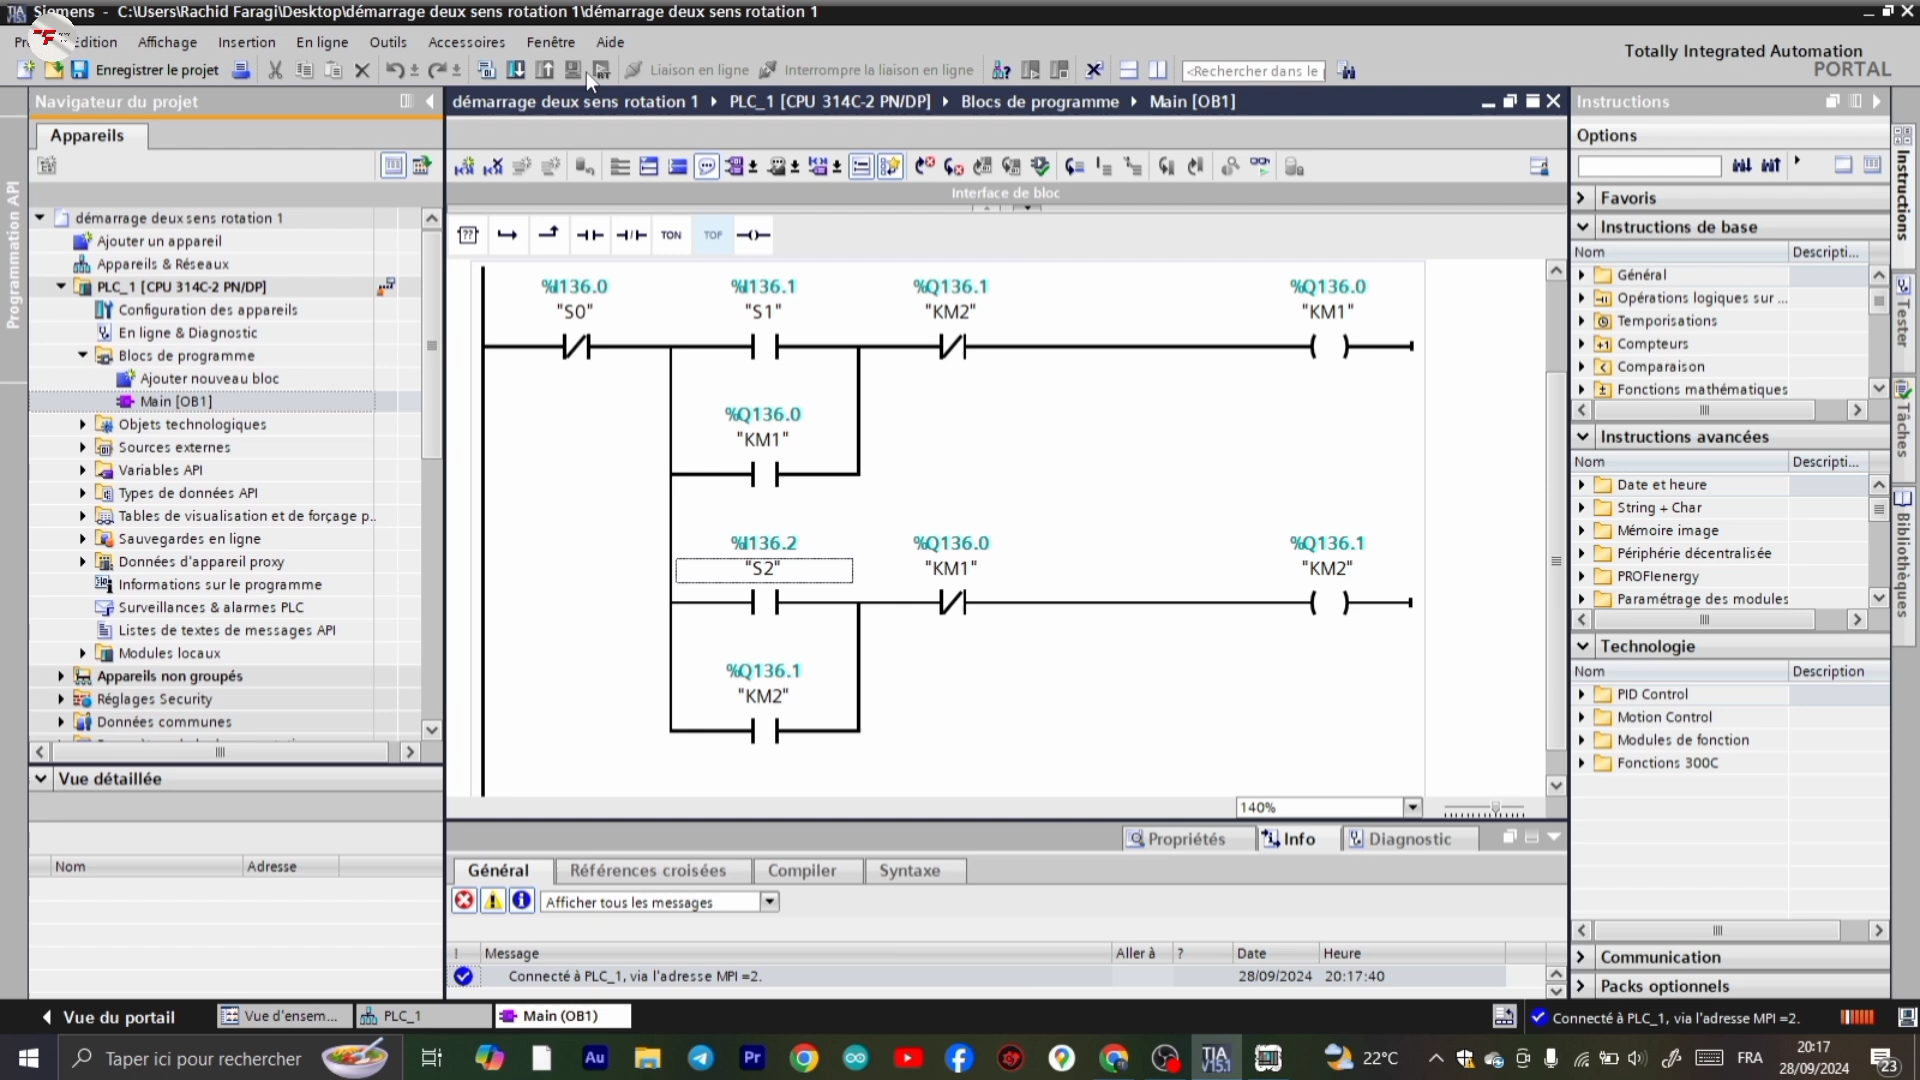 Siemens - C:\Users\Rachid Faragi\Desktop\démarrage deux sens rotation 1\démarrage deux sens rotation 1
Edition Affichage Insertion En ligne Outils Accessoires Fenêtre Aide
Totally Integrated Automation
PORTAL
Enregistrer le projet
Liaison en ligne
Interrompre la liaison en ligne
<Rechercher dans le
Navigateur du projet
démarrage deux sens rotation 1 PLC_1 [CPU 314C-2 PN/DP] Blocs de programme Main [OB1]
Instructions
Appareils
Options
Programmation API
Interface de bloc
démarrage deux sens rotation 1
Ajouter un appareil
Appareils & Réseaux
PLC_1 [CPU 314C-2 PN/DP]
Configuration des appareils
En ligne & Diagnostic
Blocs de programme
Ajouter nouveau bloc
Main [OB1]
Objets technologiques
Sources externes
Variables API
Types de données API
Tables de visualisation et de forçage p..
Sauvegardes en ligne
Données d'appareil proxy
Informations sur le programme
Surveillances & alarmes PLC
Listes de textes de messages API
Modules locaux
Appareils non groupés
Réglages Security
Données communes
Vue détaillée
Nom Adresse
?? TON TOF
%I136.0 %I136.1 %Q136.1 %Q136.0
"S0" "S1" "KM2" "KM1"
%Q136.0
"KM1"
%I136.2 %Q136.0 %Q136.1
"S2" "KM1" "KM2"
%Q136.1
"KM2"
140%
Propriétés Info Diagnostic
Général Références croisées Compiler Syntaxe
Afficher tous les messages
! Message Aller à ? Date Heure
Connecté à PLC_1, via l'adresse MPI =2. 28/09/2024 20:17:40
Favoris
Instructions de base
Nom Descripti...
Général
Opérations logiques sur ...
Temporisations
Compteurs
Comparaison
Fonctions mathématiques
Instructions avancées
Nom Descripti...
Date et heure
String + Char
Mémoire image
Périphérie décentralisée
PROFIenergy
Paramétrage des modules
Technologie
Nom Description
PID Control
Motion Control
Modules de fonction
Fonctions 300C
Communication
Packs optionnels
Instructions
Tester
Tâches
Bibliothèques
Vue du portail Vue d'ensem... PLC_1 Main (OB1) Connecté à PLC_1, via l'adresse MPI =2.
Taper ici pour rechercher
Au
Pr
TIA
V15.1
22°C
FRA
20:17
28/09/2024
23